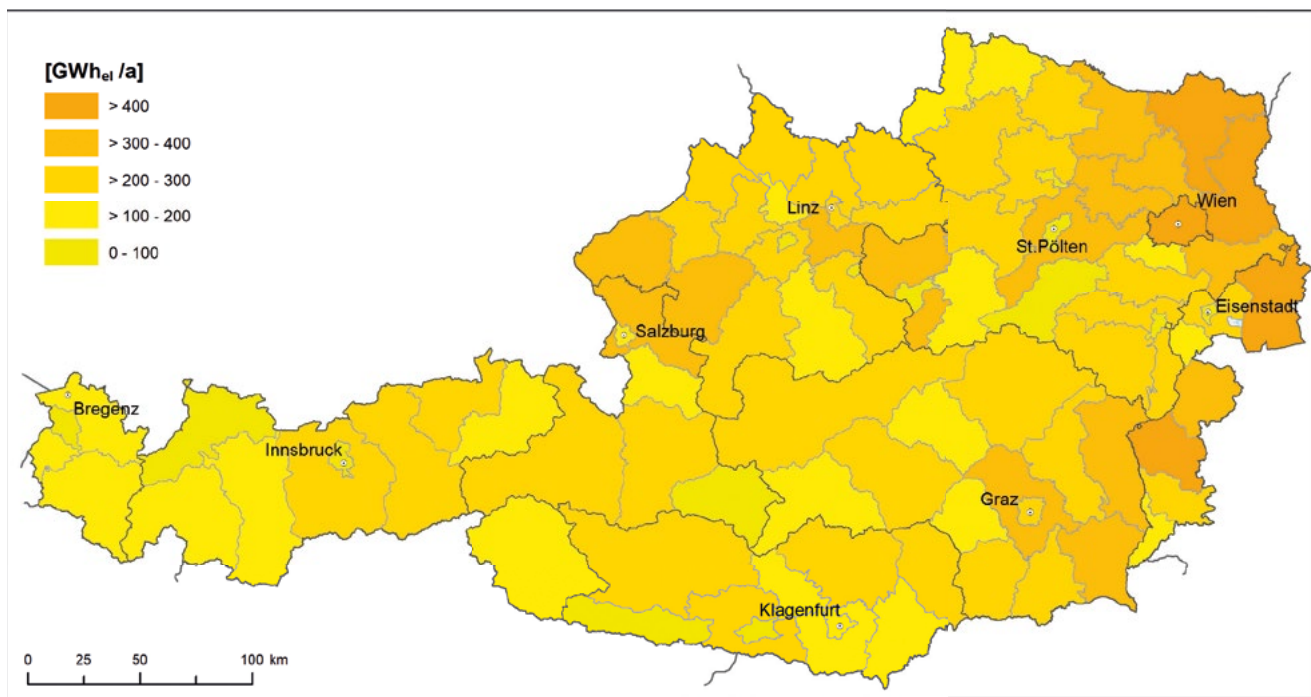 [GWhel /a]
> 400
> 300 - 400
> 200 - 300
> 100 - 200
0 - 100
Linz
Wien
St.Pölten
Eisenstadt
Salzburg
Bregenz
Innsbruck
Graz
Klagenfurt
0 25 50 100 km